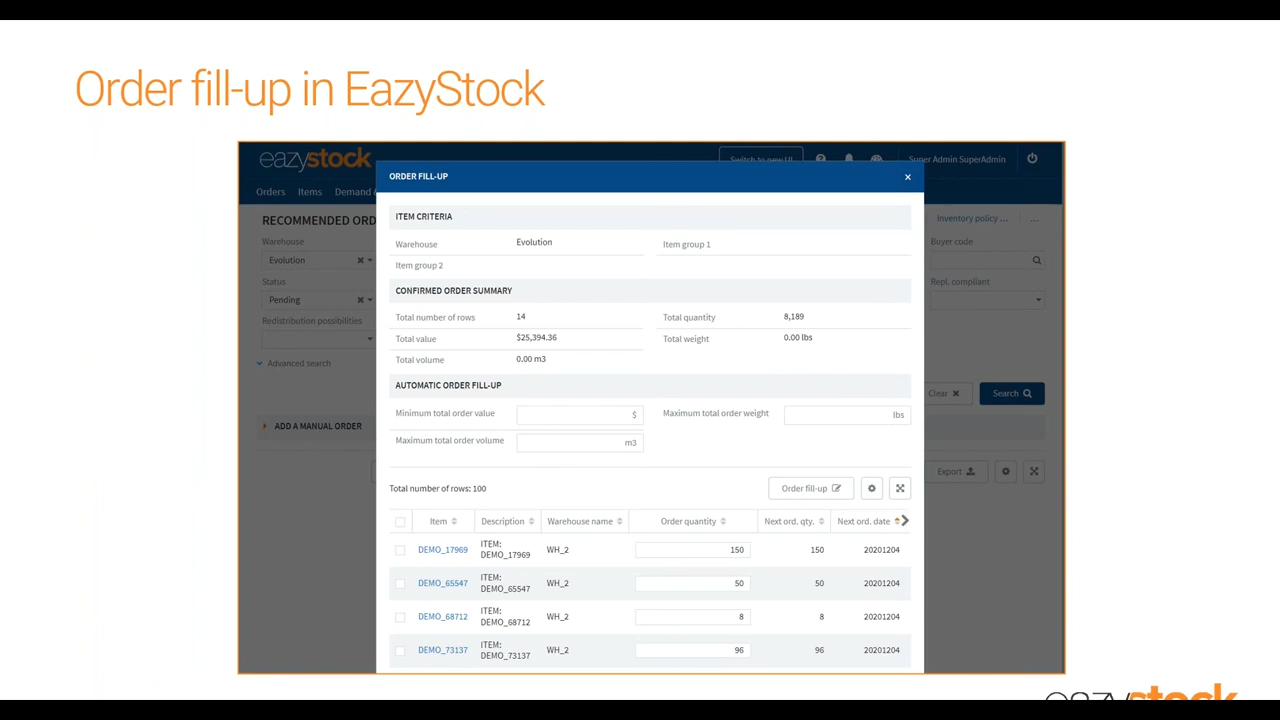 Order fill-up in EazyStock
eazystock
Switch to new UI
Super Admin SuperAdmin
Orders Items Demand
RECOMMENDED ORD
Inventory policy ... ...
Warehouse
Evolution
Status
Pending
Redistribution possibilities
Advanced search
ADD A MANUAL ORDER
Buyer code
Repl. compliant
Clear Search
Export
ORDER FILL-UP
ITEM CRITERIA
Warehouse Evolution Item group 1
Item group 2
CONFIRMED ORDER SUMMARY
Total number of rows 14 Total quantity 8,189
Total value $25,394.36 Total weight 0.00 lbs
Total volume 0.00 m3
AUTOMATIC ORDER FILL-UP
Minimum total order value $ Maximum total order weight lbs
Maximum total order volume m3
Total number of rows: 100 Order fill-up
Item Description Warehouse name Order quantity Next ord. qty. Next ord. date
DEMO_17969 ITEM: DEMO_17969 WH_2 150 150 20201204
DEMO_65547 ITEM: DEMO_65547 WH_2 50 50 20201204
DEMO_68712 ITEM: DEMO_68712 WH_2 8 8 20201204
DEMO_73137 ITEM: DEMO_73137 WH_2 96 96 20201204
eazystock